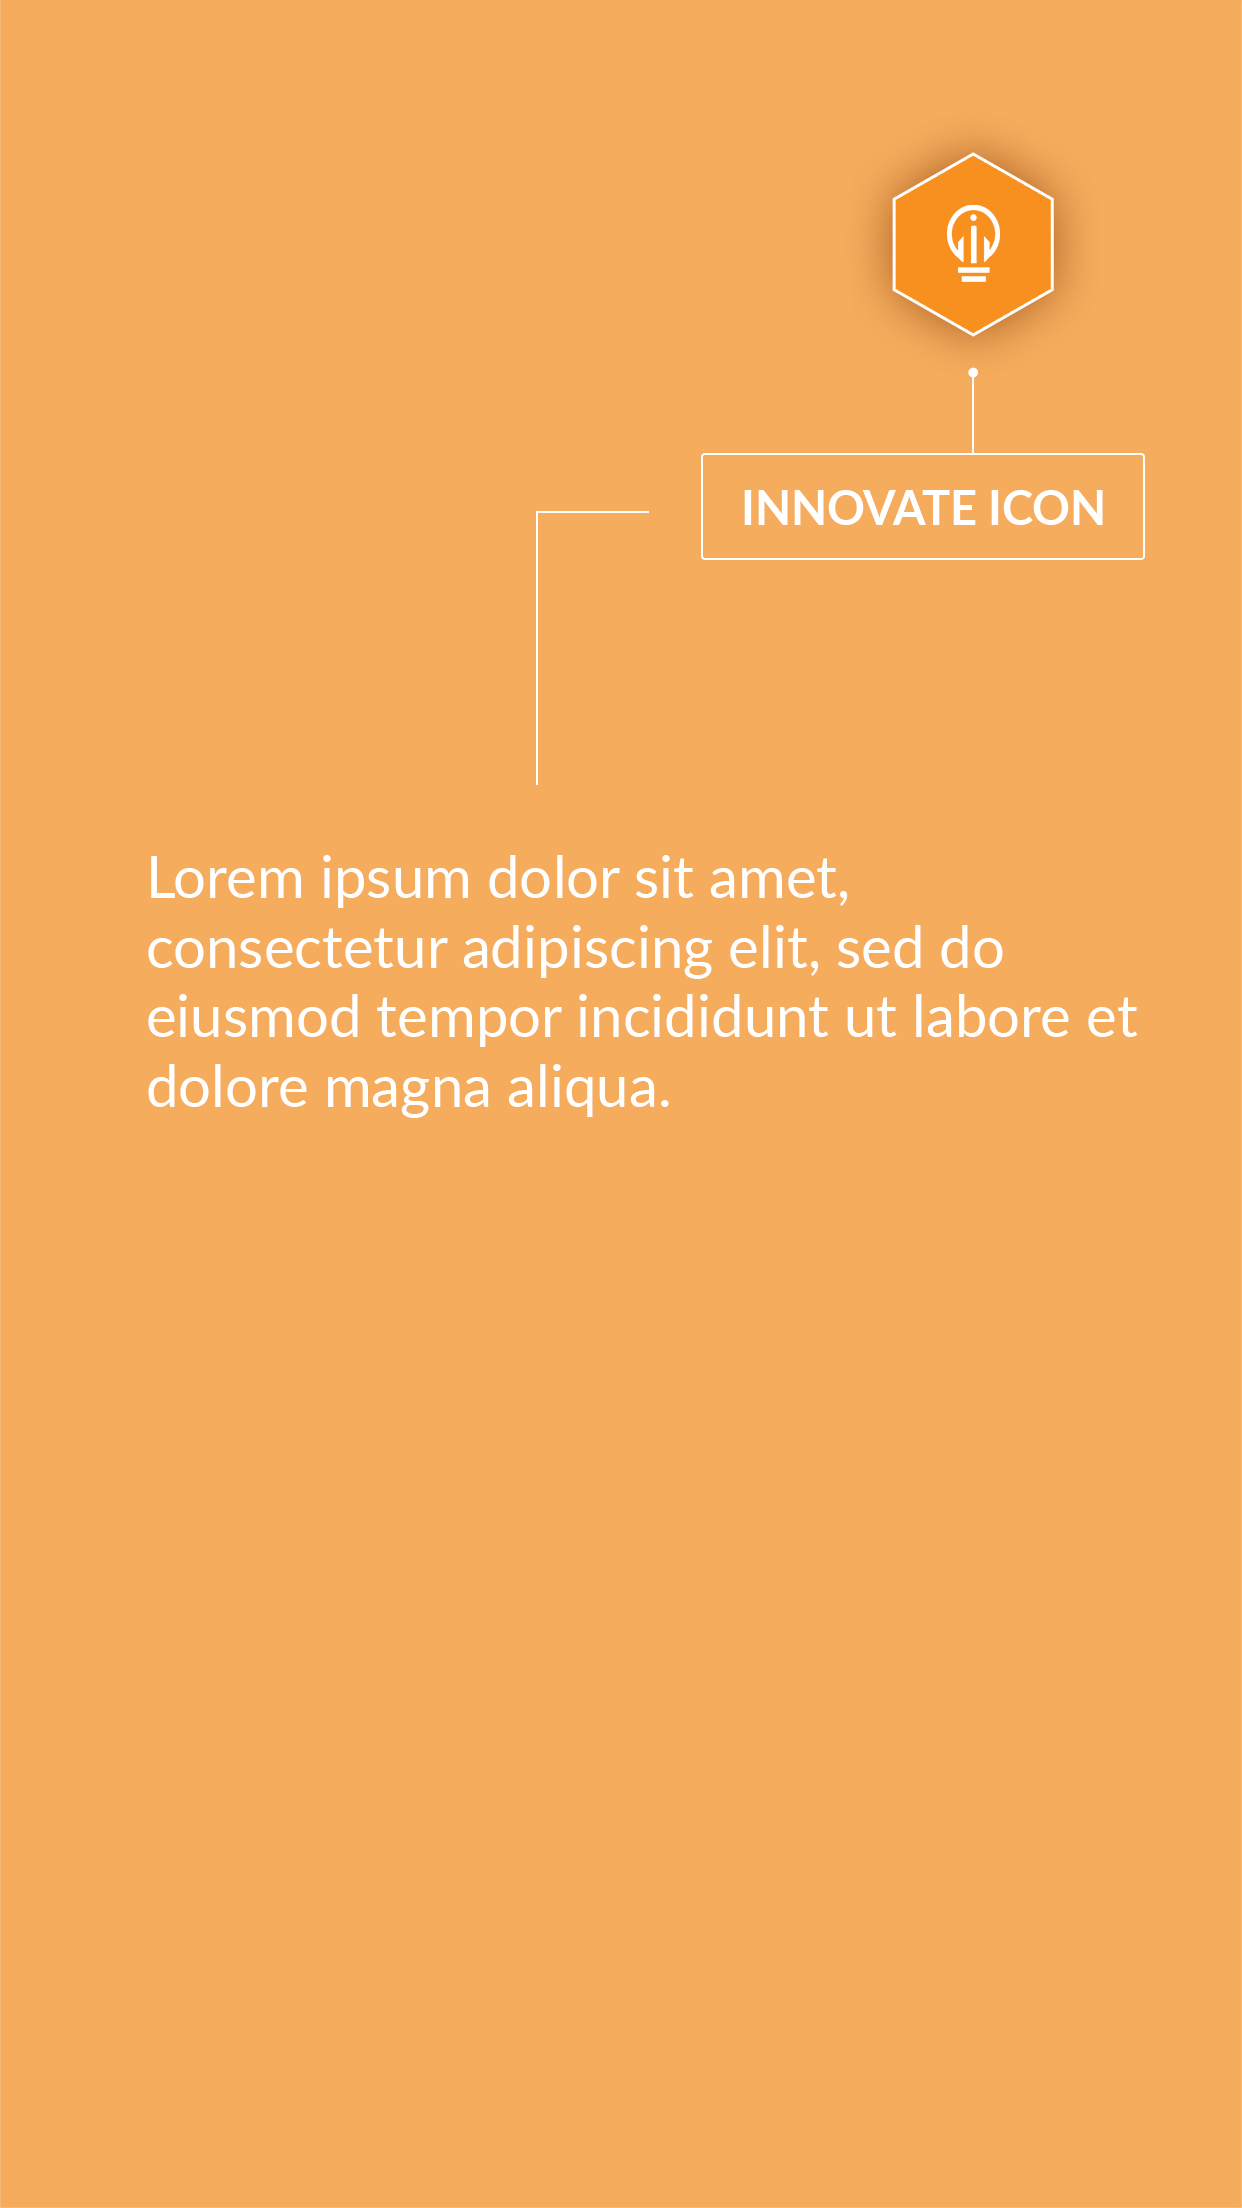 INNOVATE ICON
Lorem ipsum dolor sit amet,
consectetur adipiscing elit, sed do
eiusmod tempor incididunt ut labore et
dolore magna aliqua.